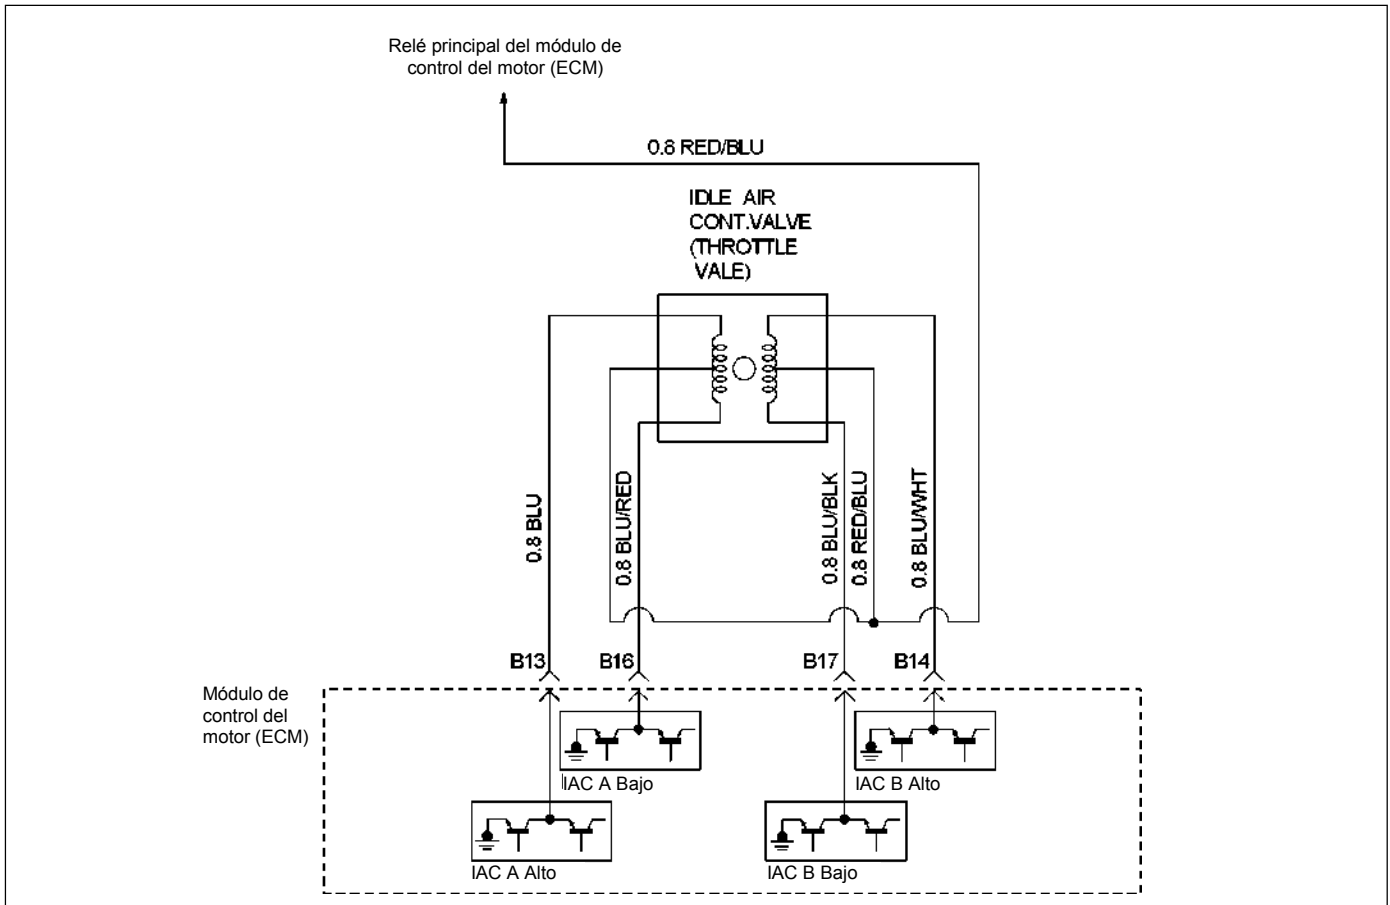 Relé principal del módulo de
control del motor (ECM)
0.8 RED/BLU
IDLE AIR
CONT.VALVE
(THROTTLE
VALE)
0.8 BLU
0.8 BLU/RED
0.8 BLU/BLK
0.8 RED/BLU
0.8 BLU/WHT
B13
B16
B17
B14
Módulo de
control del
motor (ECM)
IAC A Bajo
IAC B Alto
IAC A Alto
IAC B Bajo